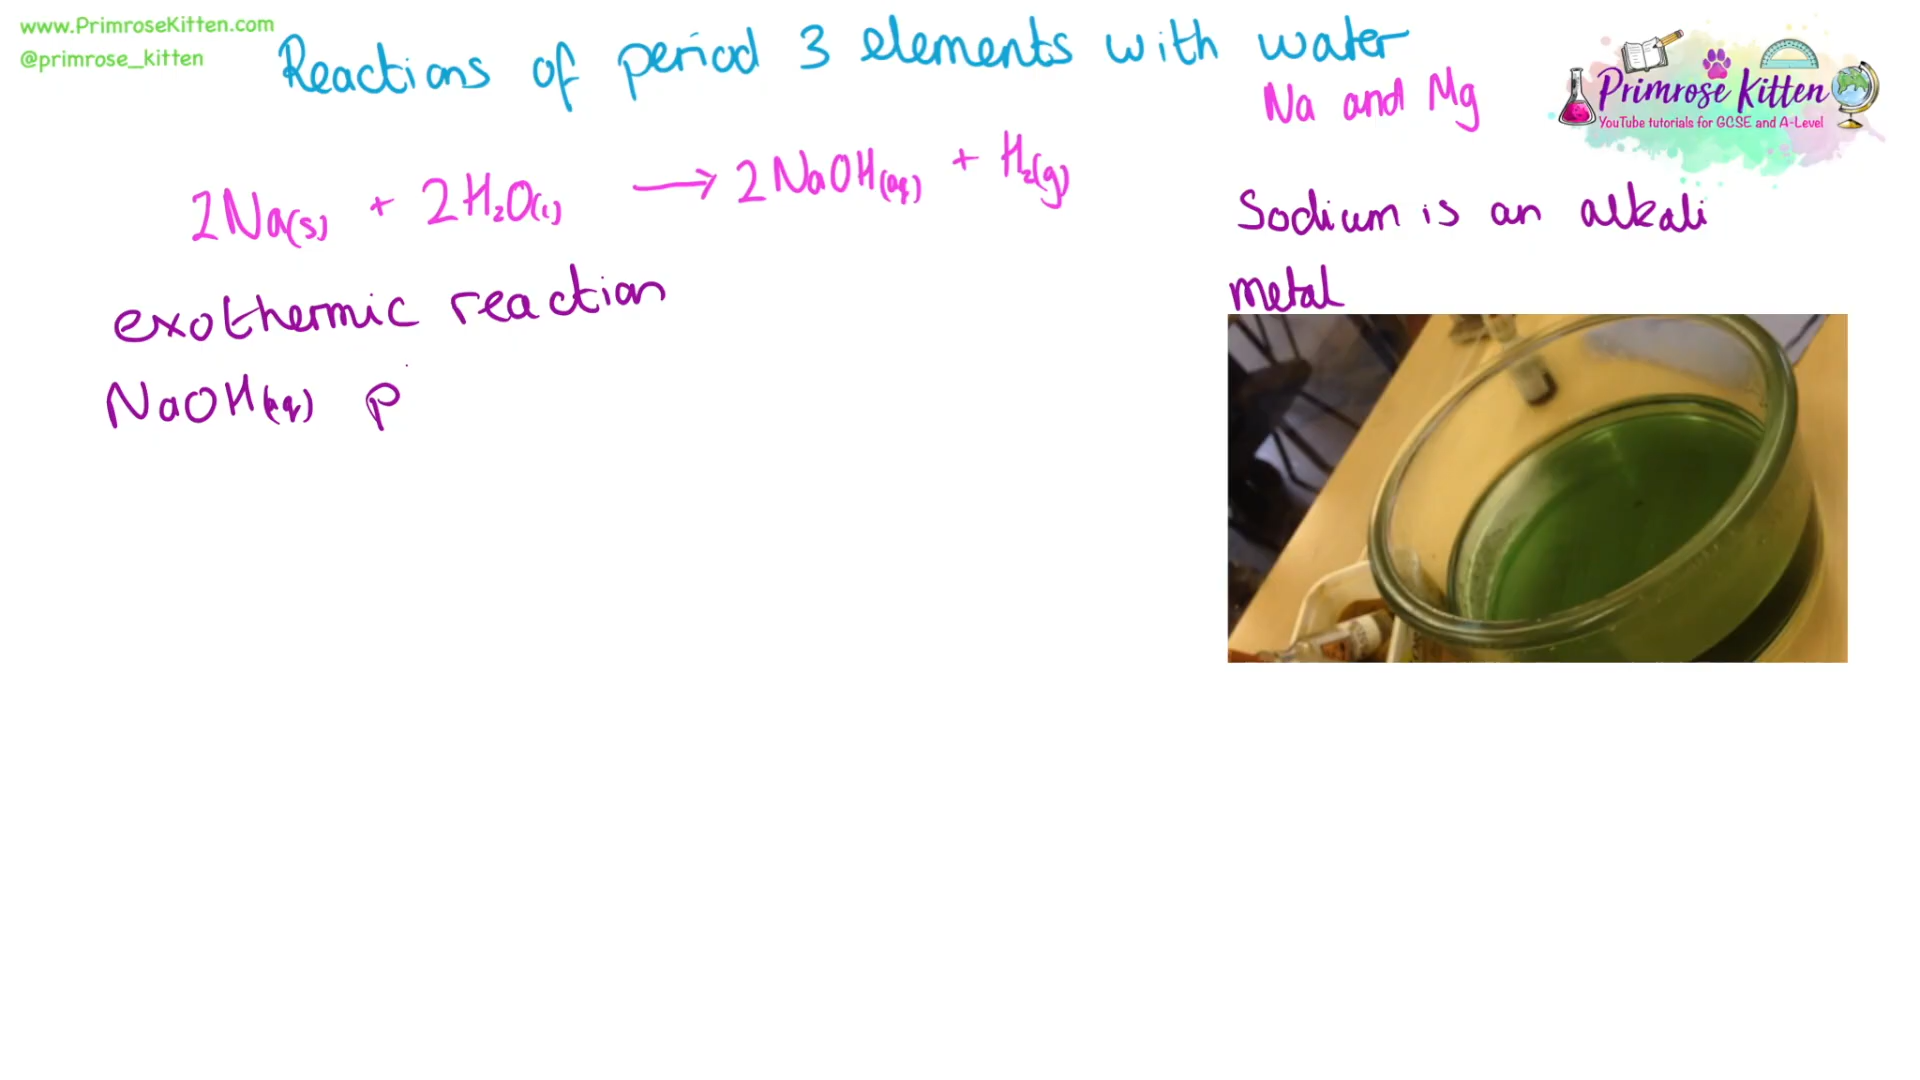 www.PrimroseKitten.com
@primrose_kitten
Reactions of period 3 elements with water
Na and Mg
Primrose Kitten
YouTube tutorials for GCSE and A-Level
2Na(s) + 2H₂O(l) → 2NaOH(aq) + H₂(g)
Sodium is an alkali
metal
exothermic reaction
NaOH(aq) p